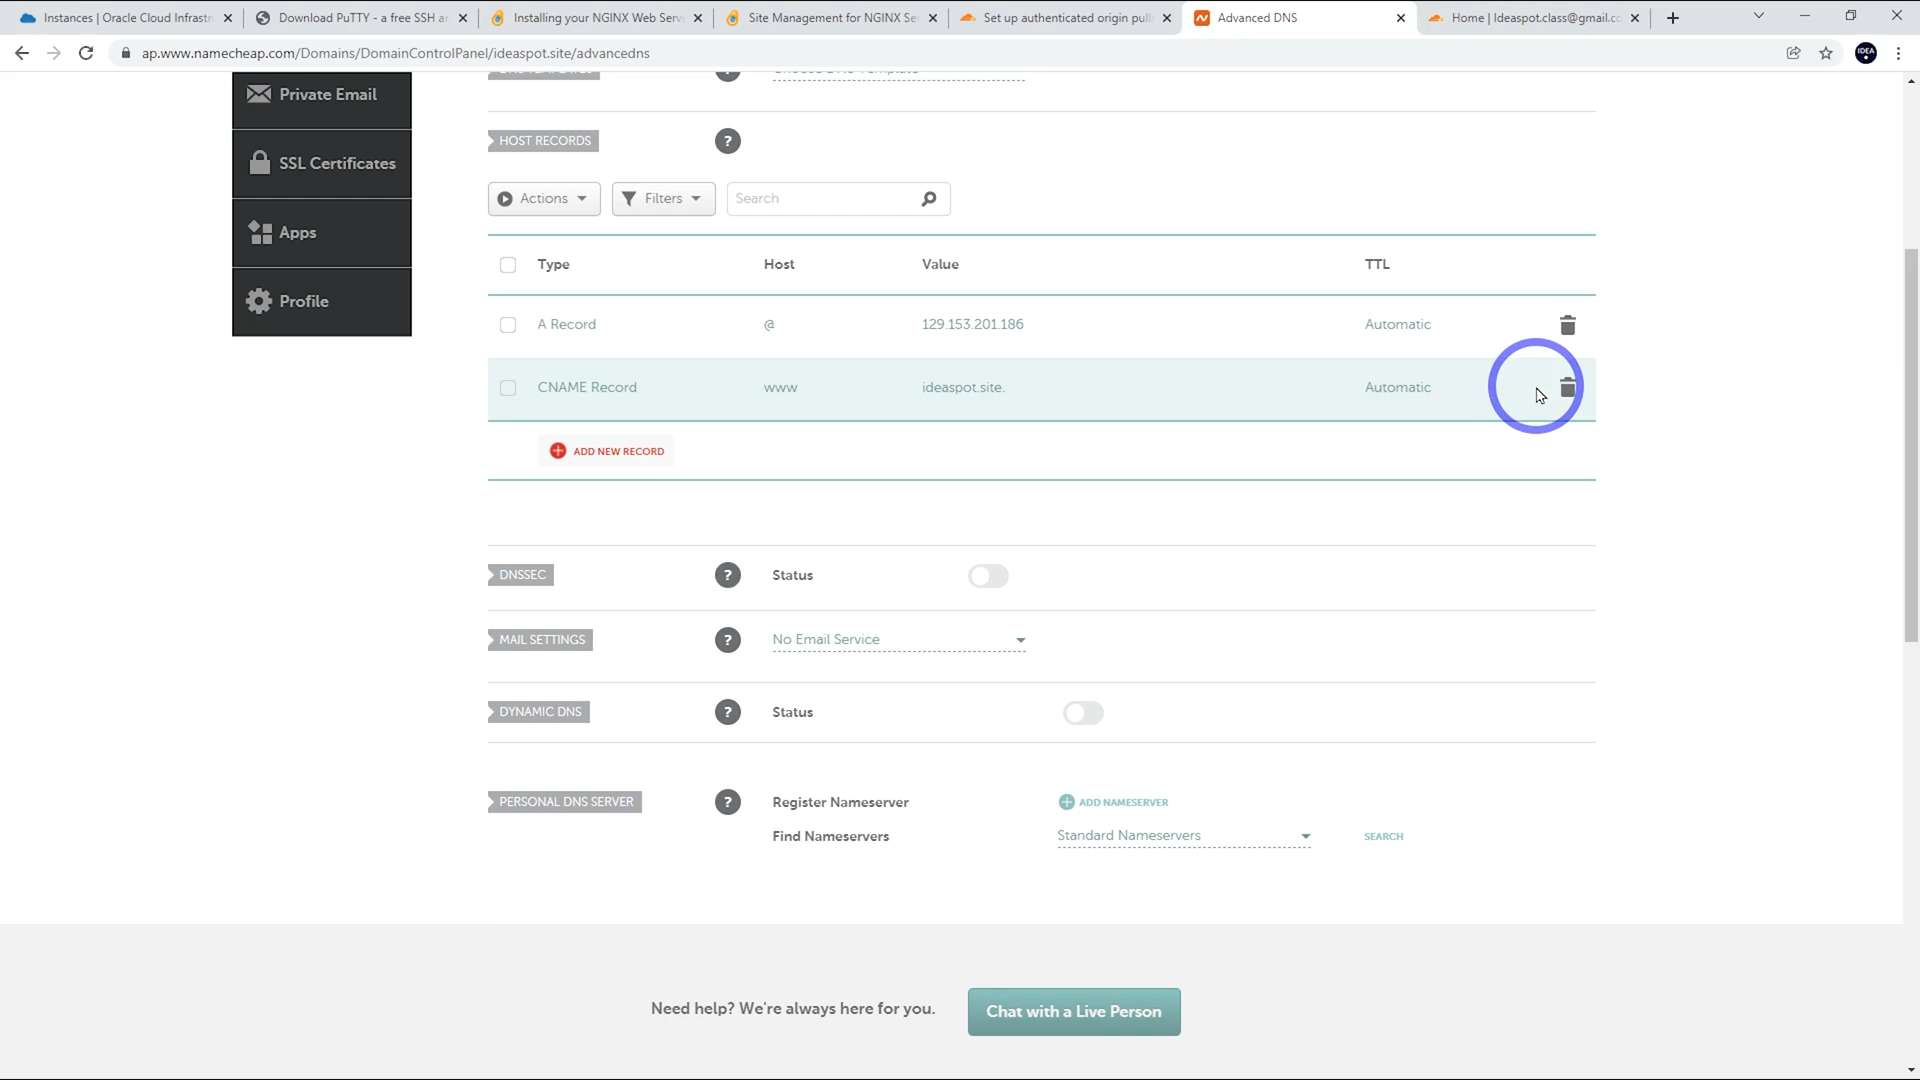 Instances | Oracle Cloud Infrastr
Download PuTTY - a free SSH ar
Installing your NGINX Web Serve
Site Management for NGINX Se
Set up authenticated origin pulls
Advanced DNS
Home | Ideaspot.class@gmail.co
ap.www.namecheap.com/Domains/DomainControlPanel/ideaspot.site/advancedns
IDEA
Private Email
SSL Certificates
Apps
Profile
HOST RECORDS
?
Actions
Filters
Search
Type Host Value TTL
A Record @ 129.153.201.186 Automatic
CNAME Record www ideaspot.site. Automatic
ADD NEW RECORD
DNSSEC ? Status
MAIL SETTINGS ? No Email Service
DYNAMIC DNS ? Status
PERSONAL DNS SERVER ? Register Nameserver ADD NAMESERVER
Find Nameservers Standard Nameservers SEARCH
Need help? We're always here for you.
Chat with a Live Person